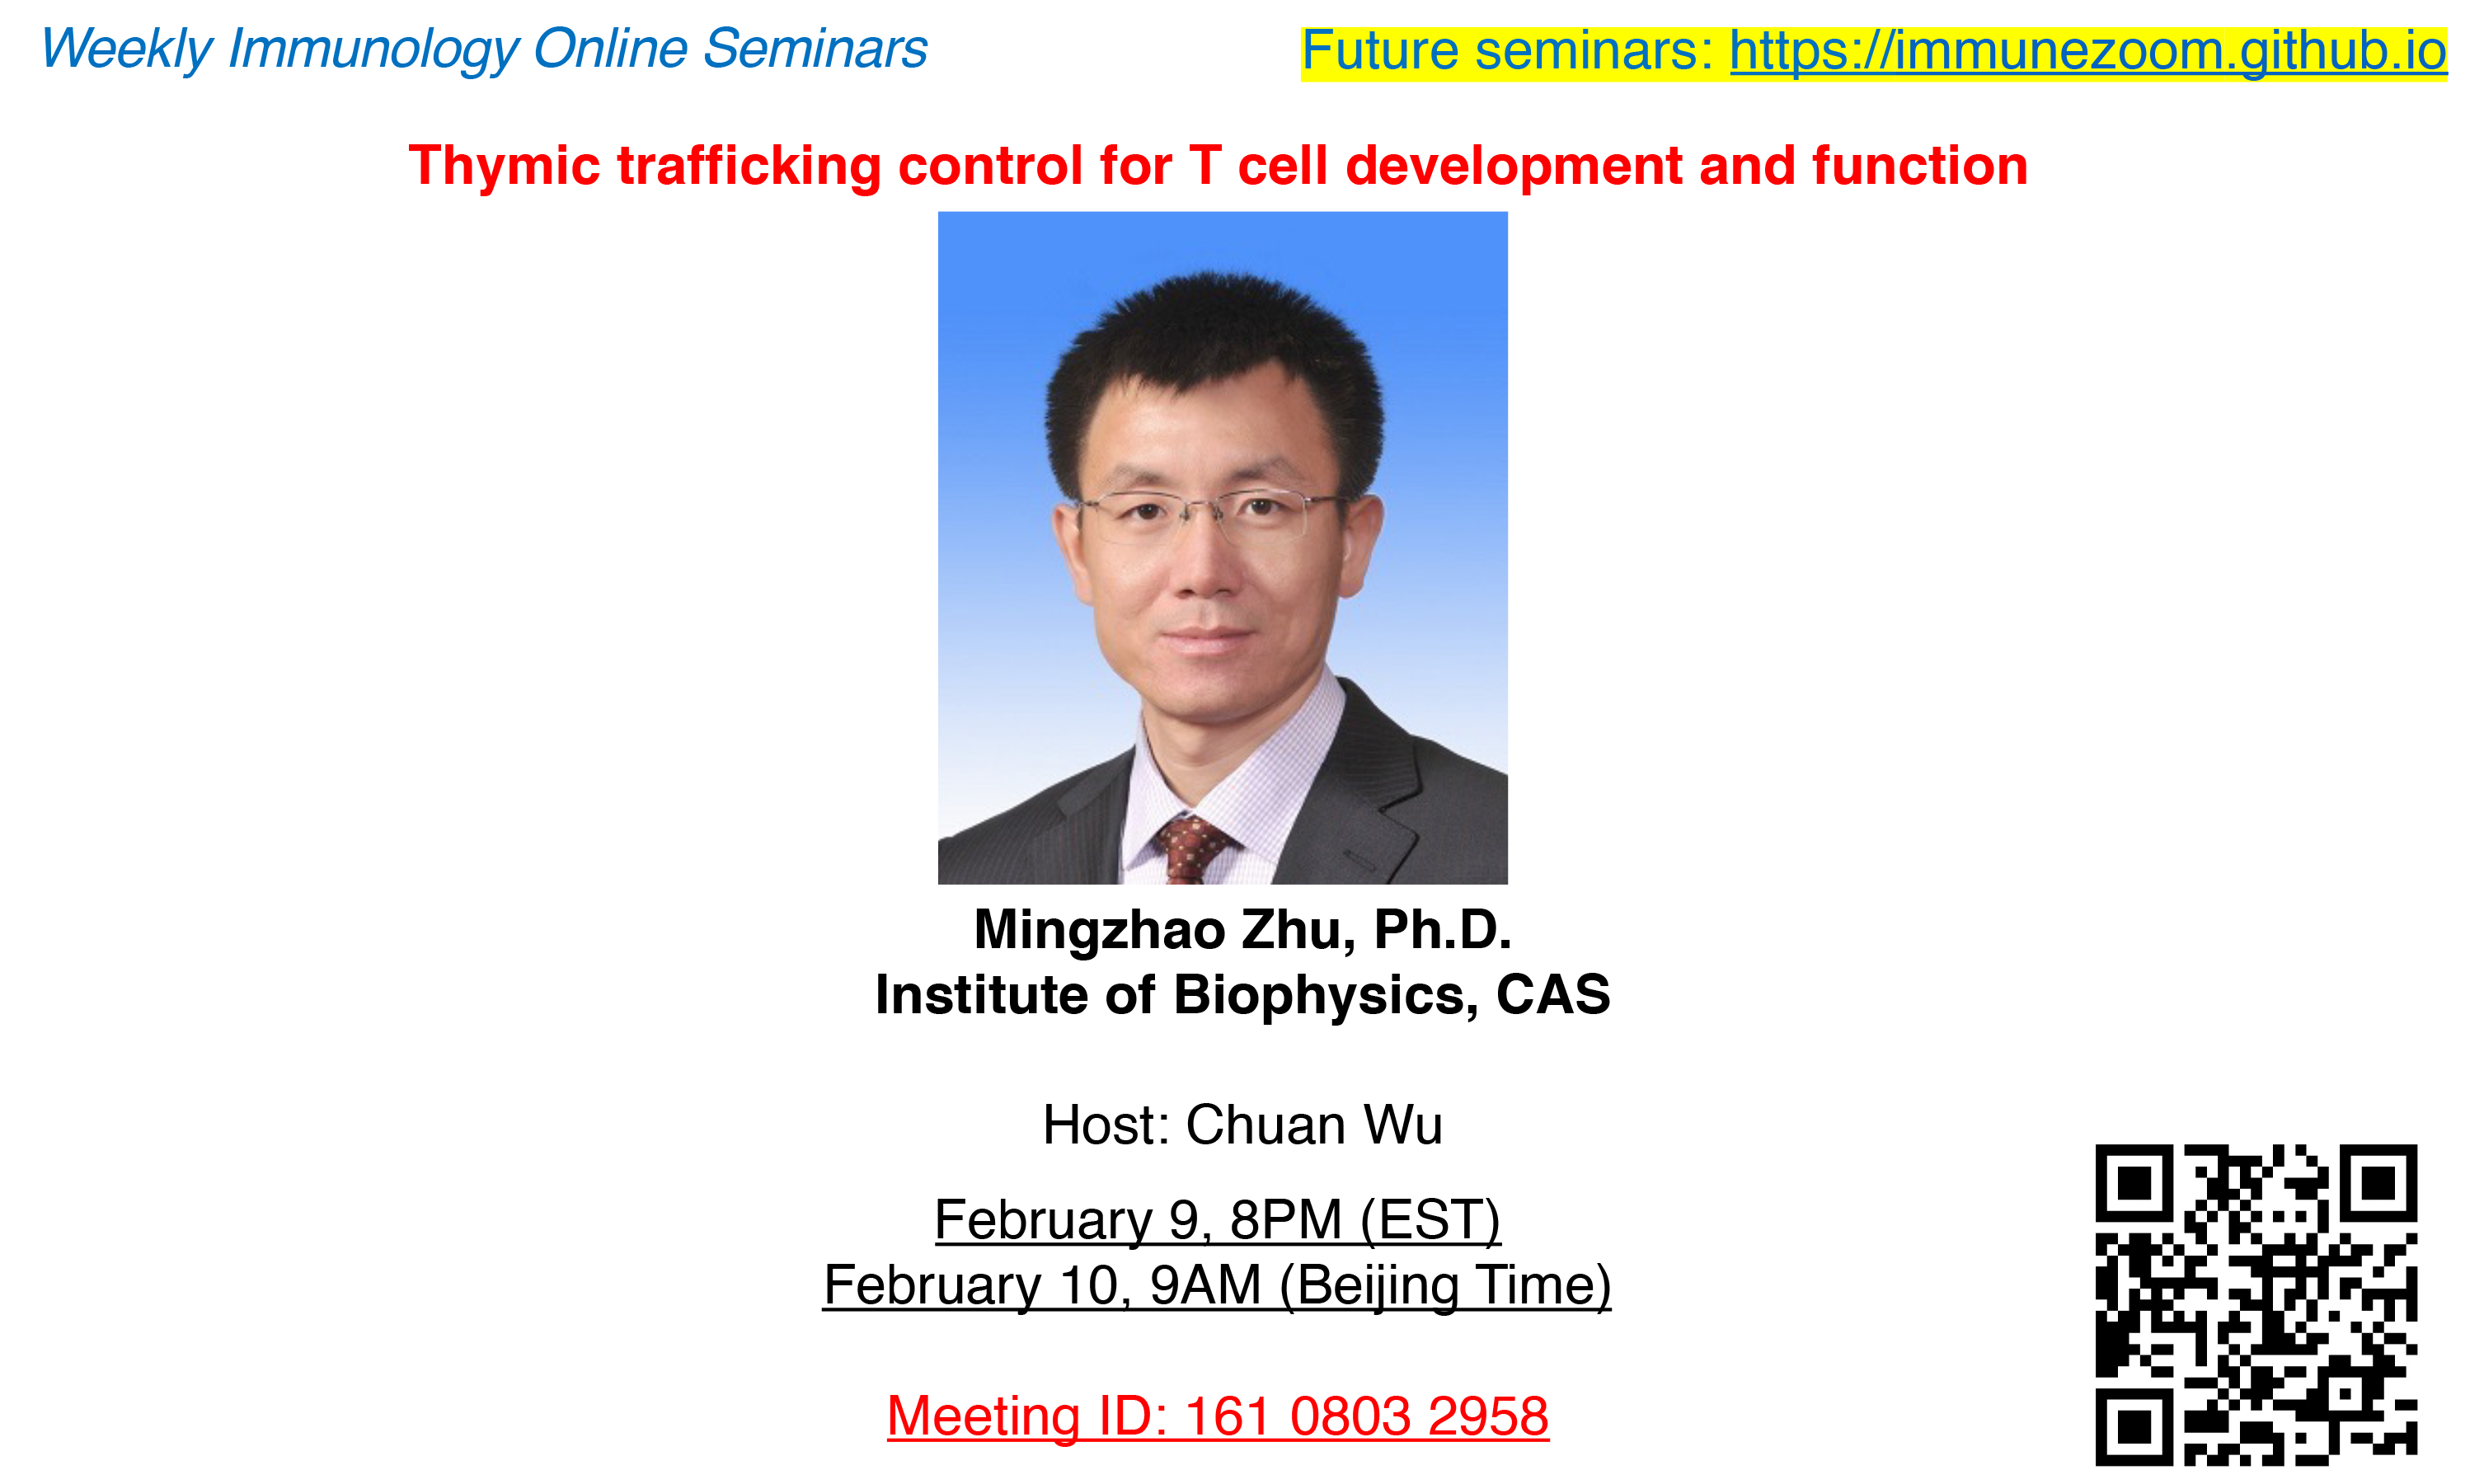 Weekly Immunology Online Seminars
Future seminars: https://immunezoom.github.io
Thymic trafficking control for T cell development and function
Mingzhao Zhu, Ph.D.
Institute of Biophysics, CAS
Host: Chuan Wu
February 9, 8PM (EST)
February 10, 9AM (Beijing Time)
Meeting ID: 161 0803 2958